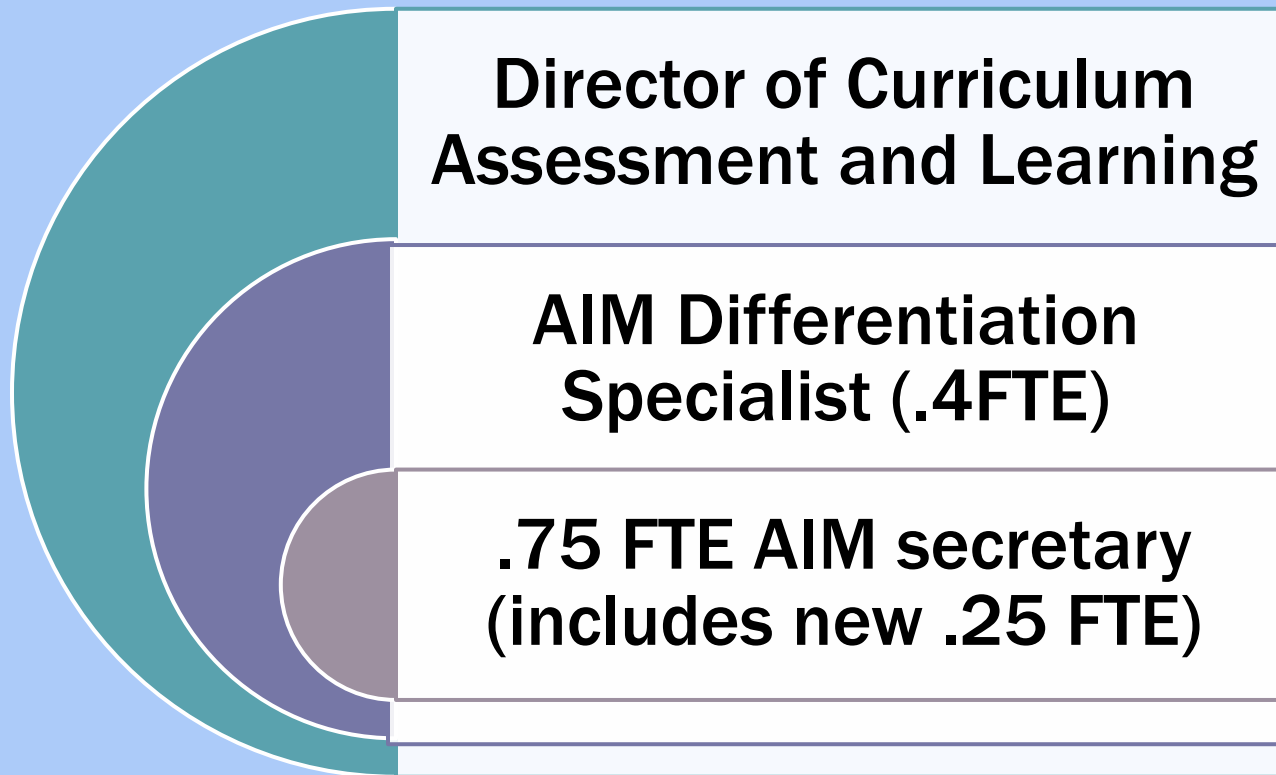 Director of Curriculum
Assessment and Learning
AIM Differentiation
Specialist (.4FTE)
.75 FTE AIM secretary
(includes new .25 FTE)